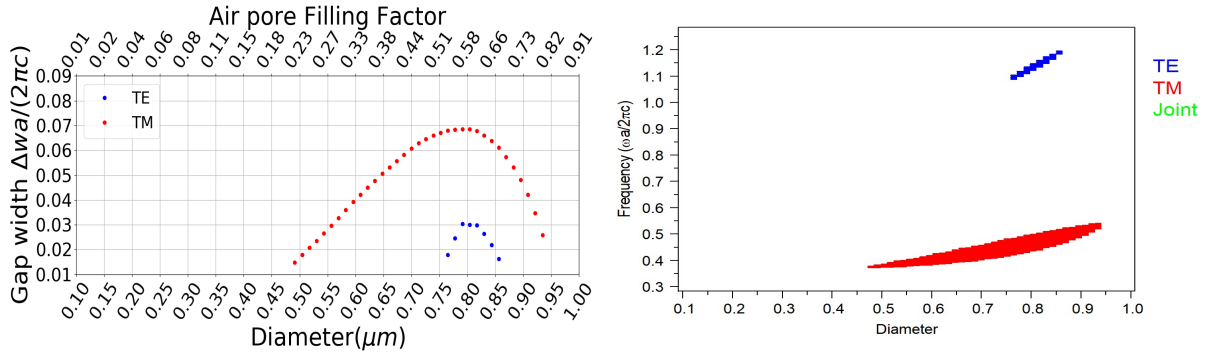 Air pore Filling Factor
0.01 0.02 0.04 0.06 0.08 0.11 0.15 0.18 0.23 0.27 0.33 0.38 0.44 0.51 0.58 0.66 0.73 0.82 0.91
Gap width Δwa/(2πc)
0.09
0.08
0.07
0.06
0.05
0.04
0.03
0.02
0.01
TE
TM
0.10 0.15 0.20 0.25 0.30 0.35 0.40 0.45 0.50 0.55 0.60 0.65 0.70 0.75 0.80 0.85 0.90 0.95 1.00
Diameter(μm)
Frequency (ωa/2πc)
1.2
1.1
1.0
0.9
0.8
0.7
0.6
0.5
0.4
0.3
0.1 0.2 0.3 0.4 0.5 0.6 0.7 0.8 0.9 1.0
Diameter
TE
TM
Joint